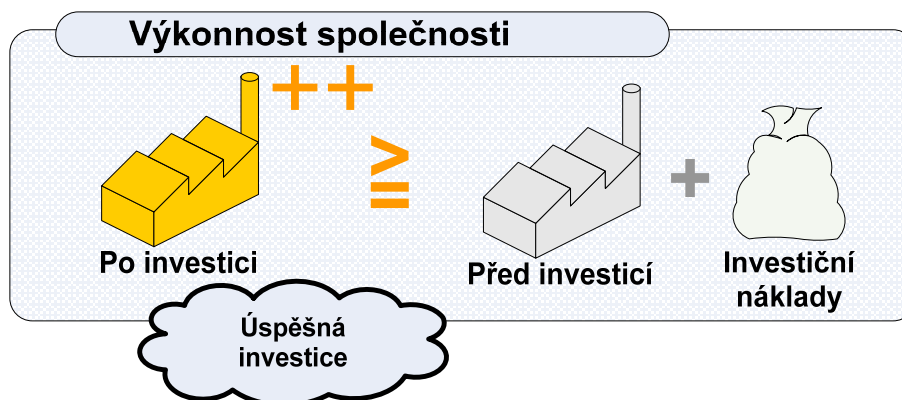 Výkonnost společnosti
++
≥
=
+
Po investici
Před investicí
Investiční
náklady
Úspěšná
investice